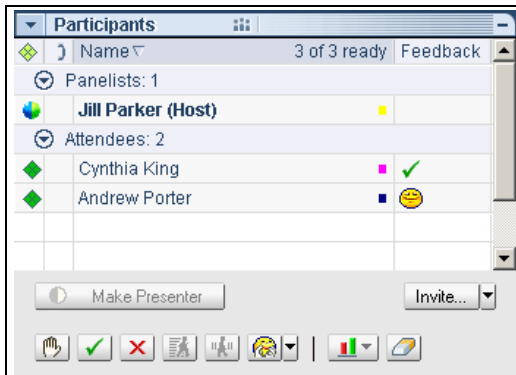 Participants
Name 3 of 3 ready Feedback
Panelists: 1
Jill Parker (Host)
Attendees: 2
Cynthia King
Andrew Porter
Make Presenter Invite...